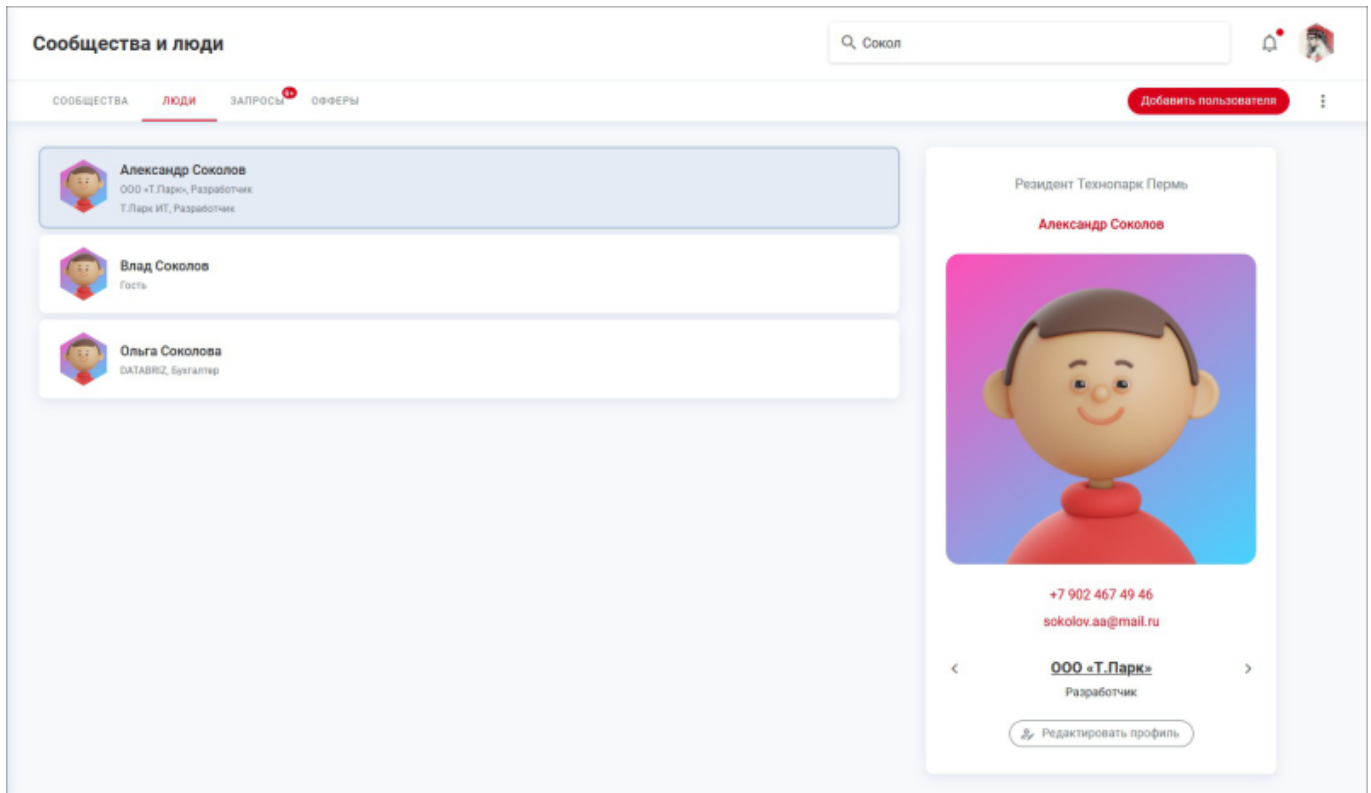 Сообщества и люди
Сокол
СООБЩЕСТВА ЛЮДИ ЗАПРОСЫ 9+ ОФФЕРЫ
Добавить пользователя
Александр Соколов
ООО «Т.Парк», Разработчик
Т.Парк ИТ, Разработчик
Влад Соколов
Гость
Ольга Соколова
DATABRIZ, Бухгалтер
Резидент Технопарк Пермь
Александр Соколов
+7 902 467 49 46
sokolov.aa@mail.ru
ООО «Т.Парк»
Разработчик
Редактировать профиль